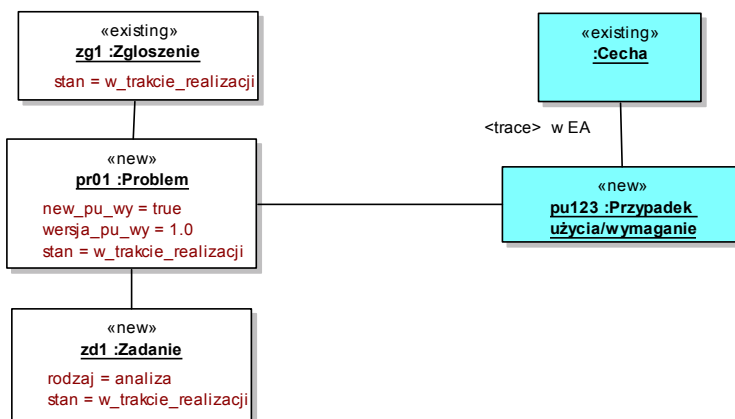 «existing»
zg1 :Zgloszenie
stan = w_trakcie_realizacji
«existing»
:Cecha
<trace> w EA
«new»
pr01 :Problem
new_pu_wy = true
wersja_pu_wy = 1.0
stan = w_trakcie_realizacji
«new»
pu123 :Przypadek
użycia/wymaganie
«new»
zd1 :Zadanie
rodzaj = analiza
stan = w_trakcie_realizacji